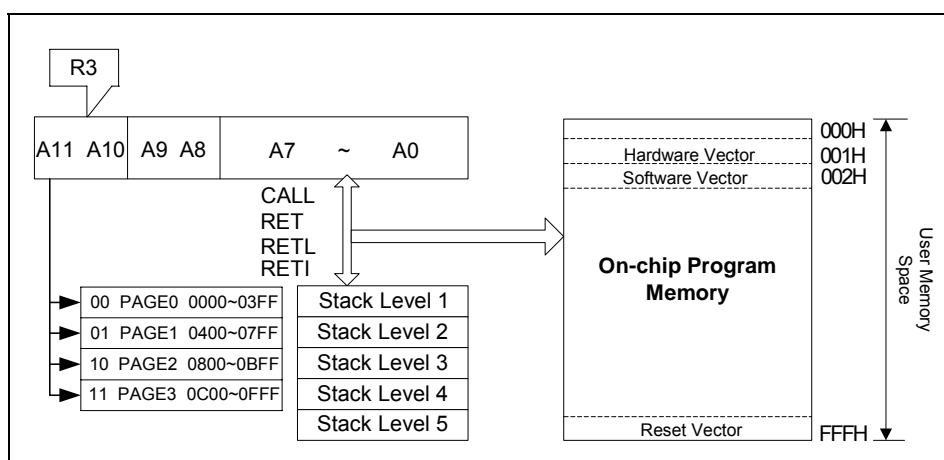 R3
A11 A10 A9 A8 A7 ~ A0
CALL
RET
RETL
RETI
00 PAGE0 0000~03FF
01 PAGE1 0400~07FF
10 PAGE2 0800~0BFF
11 PAGE3 0C00~0FFF
Stack Level 1
Stack Level 2
Stack Level 3
Stack Level 4
Stack Level 5
000H
Hardware Vector 001H
Software Vector 002H
On-chip Program
Memory
Reset Vector FFFH
User Memory
Space